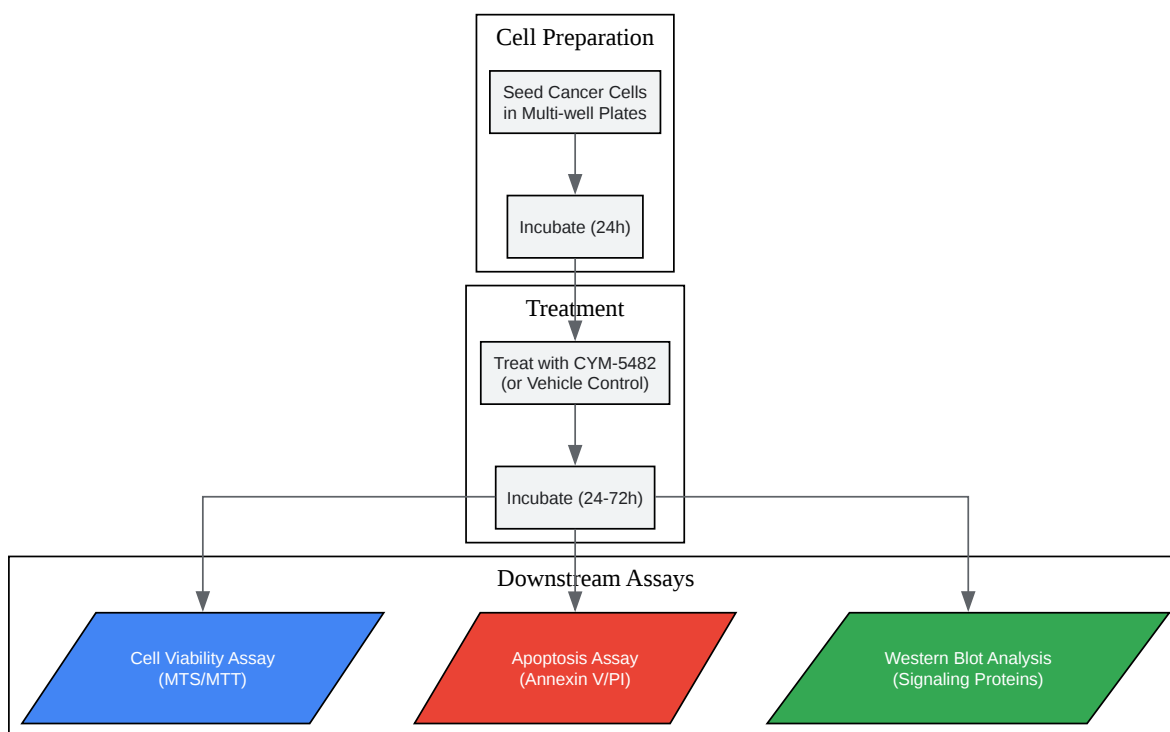 Cell Preparation
Seed Cancer Cells
in Multi-well Plates
Incubate (24h)
Treatment
Treat with CYM-5482
(or Vehicle Control)
Incubate (24-72h)
Downstream Assays
Cell Viability Assay
(MTS/MTT)
Apoptosis Assay
(Annexin V/PI)
Western Blot Analysis
(Signaling Proteins)